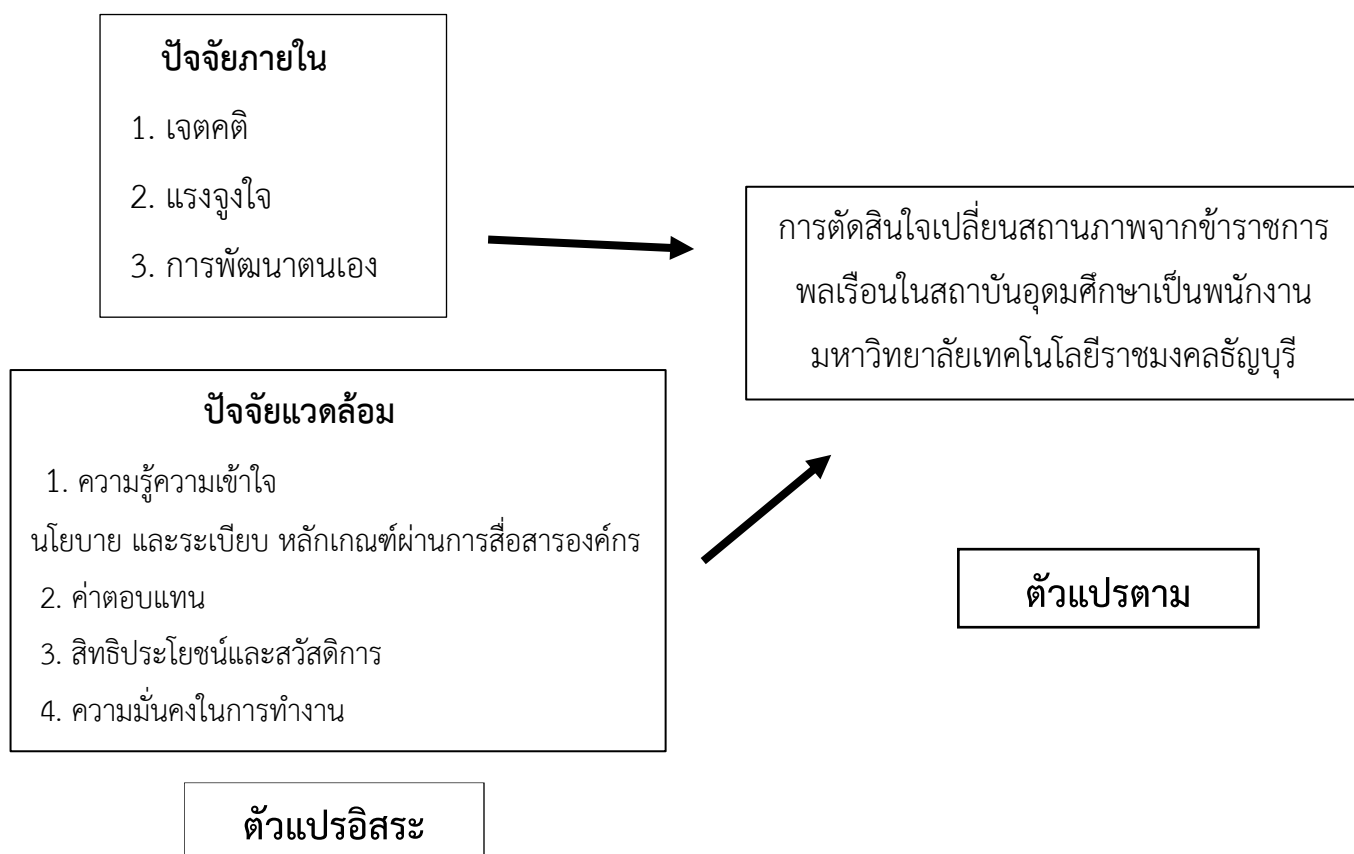 ปัจจัยภายใน
1. เจตคติ
2. แรงจูงใจ
3. การพัฒนาตนเอง
การตัดสินใจเปลี่ยนสถานภาพจากข้าราชการ
พลเรือนในสถาบันอุดมศึกษาเป็นพนักงาน
มหาวิทยาลัยเทคโนโลยีราชมงคลธัญบุรี
ปัจจัยแวดล้อม
1. ความรู้ความเข้าใจ
นโยบาย และระเบียบ หลักเกณฑ์ผ่านการสื่อสารองค์กร
2. ค่าตอบแทน
3. สิทธิประโยชน์และสวัสดิการ
4. ความมั่นคงในการทำงาน
ตัวแปรตาม
ตัวแปรอิสระ